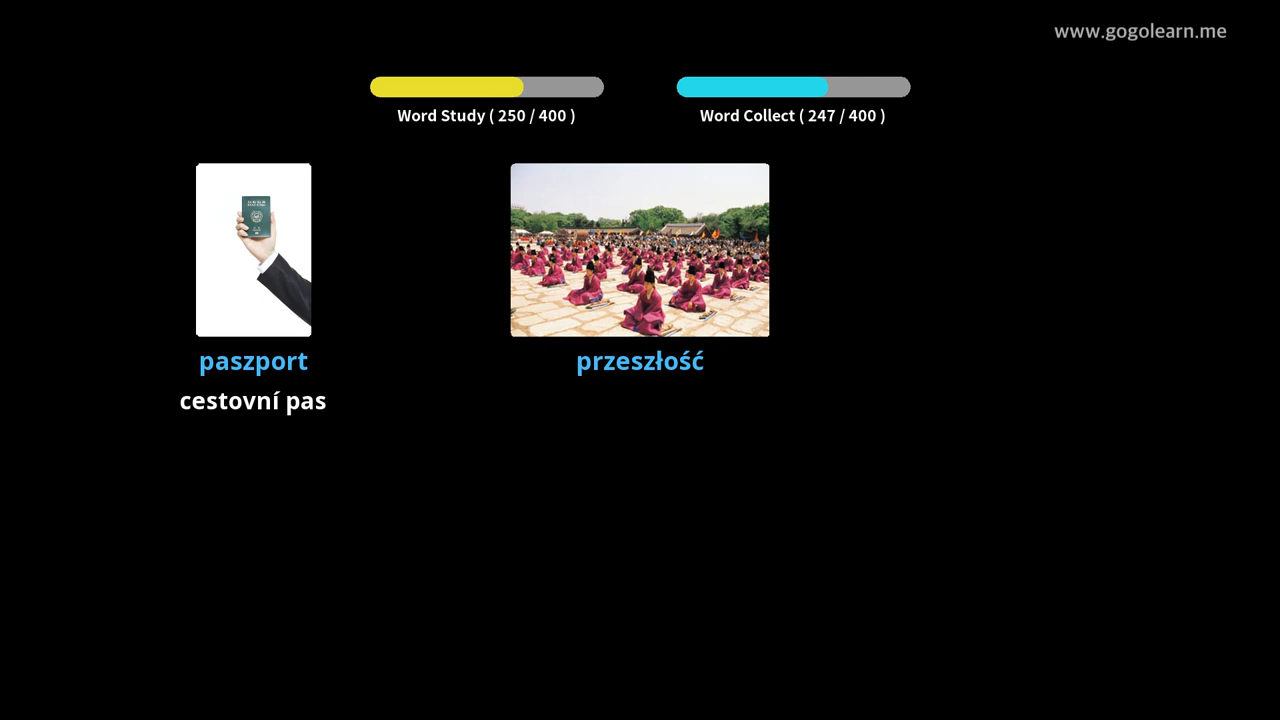 www.gogolearn.me
Word Study ( 250 / 400 )
Word Collect ( 247 / 400 )
paszport
przeszłość
cestovní pas